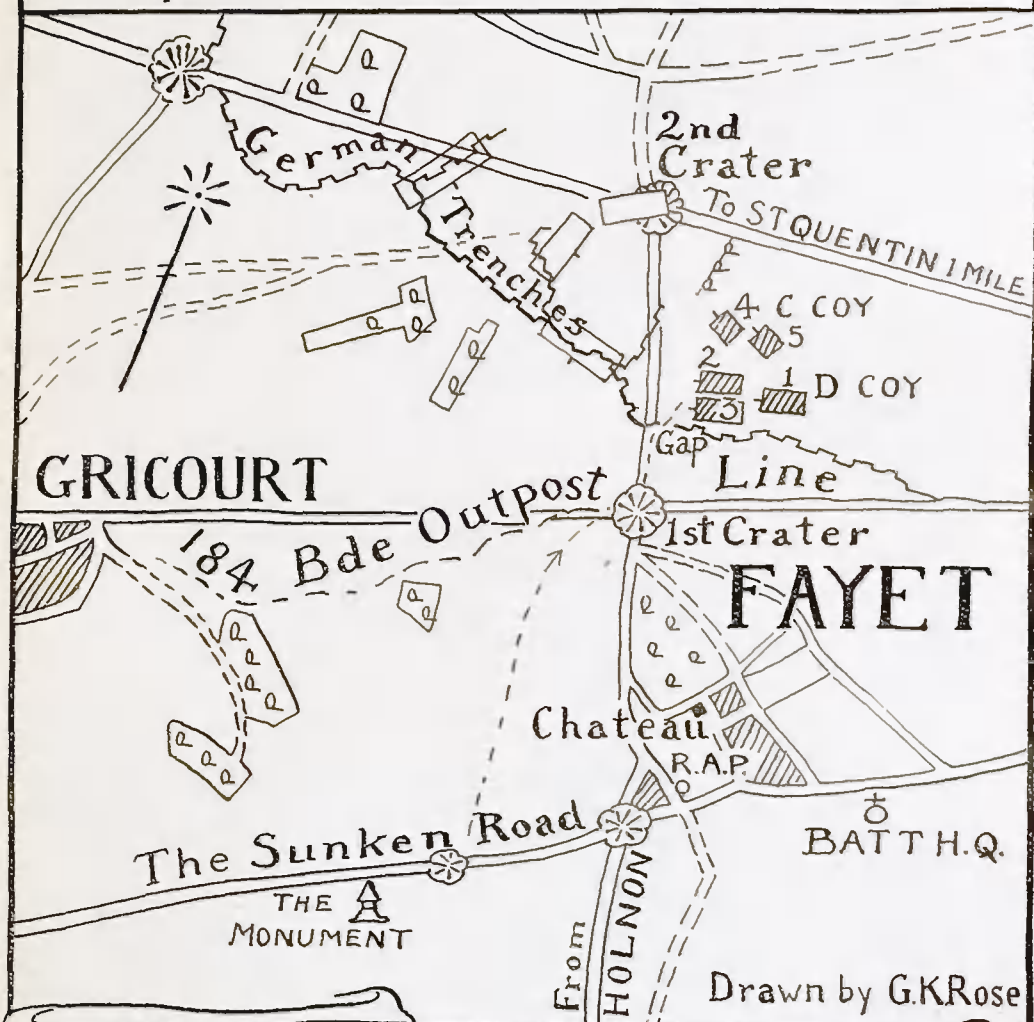 2nd
Crater
German
Trenches
To ST QUENTIN 1 MILE
4 C COY
5
2
1 D COY
3
Gap
Line
GRICOURT
184 Bde Outpost
1st Crater
FAYET
Chateau
R.A.P.
The Sunken Road
BATT H.Q.
THE
MONUMENT
From
HOLNON
Drawn by G.K.Rose